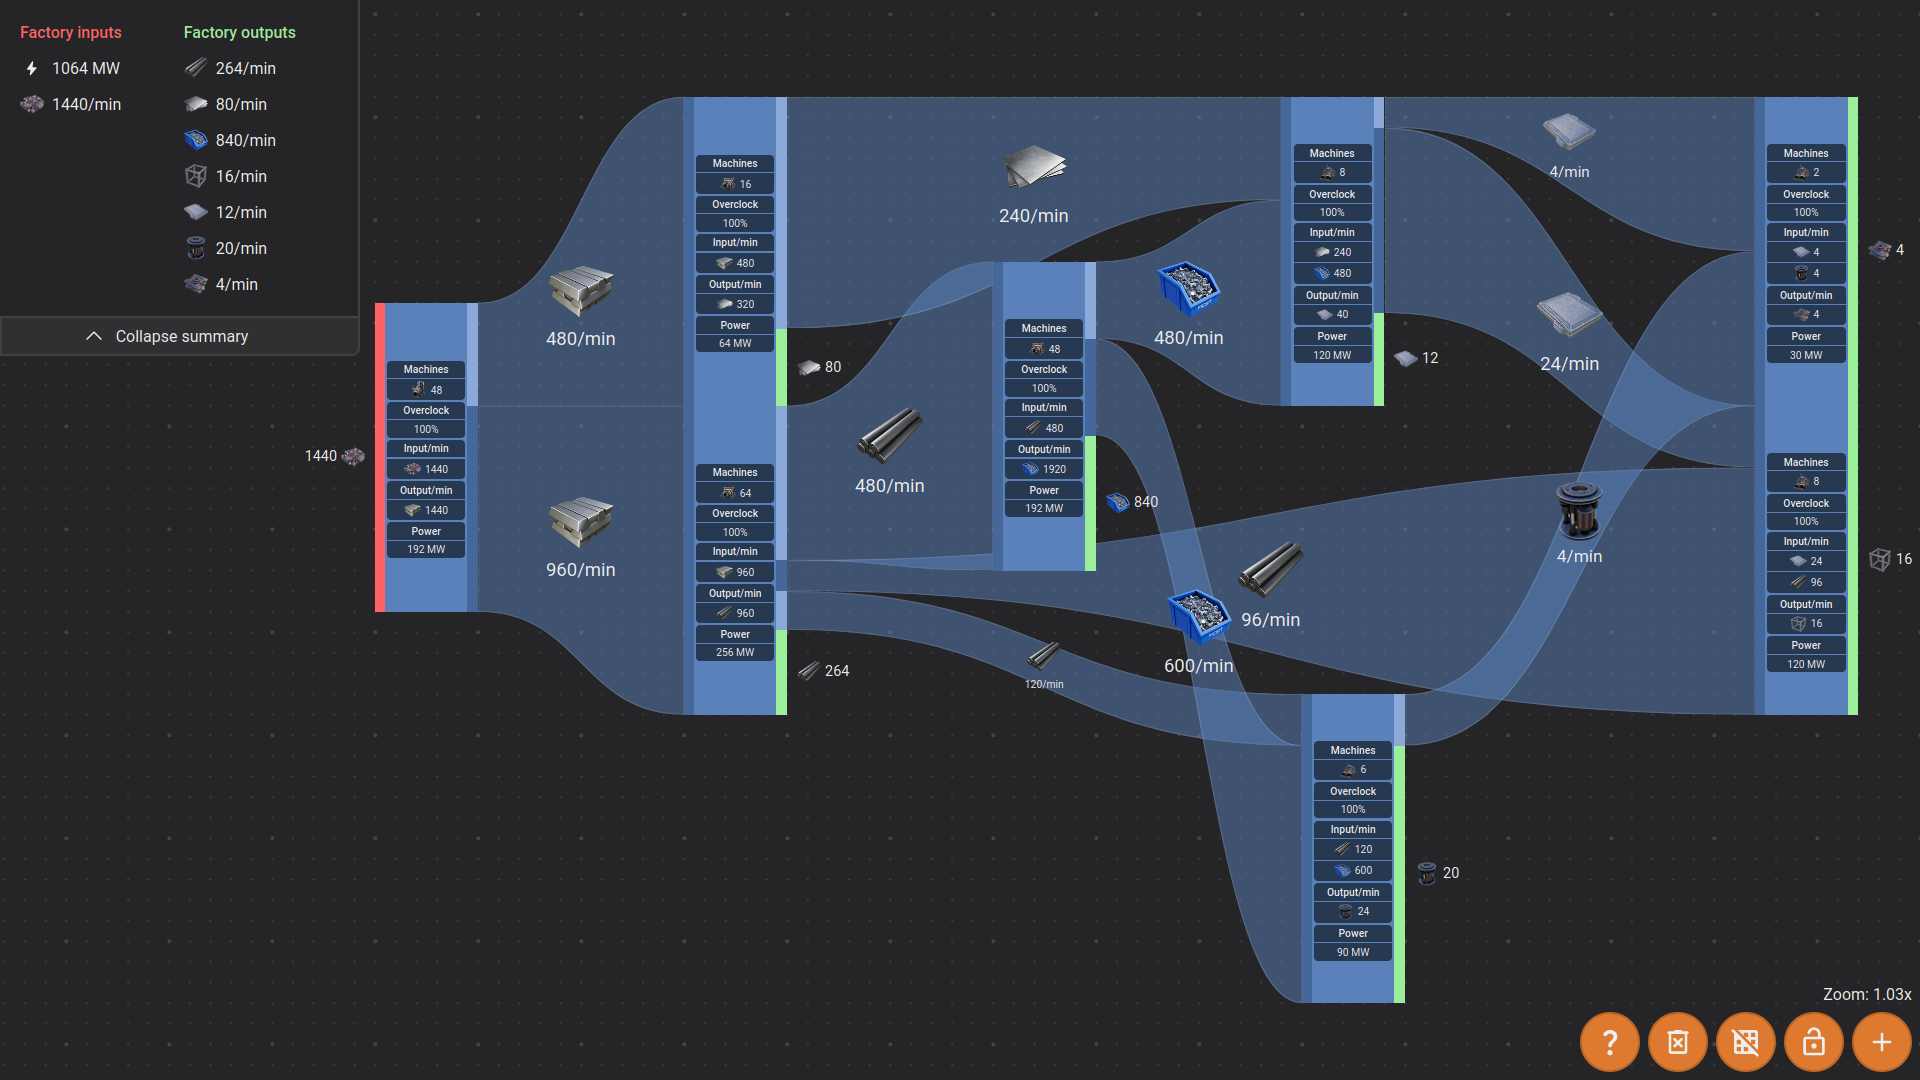 Factory inputs
1064 MW
1440/min
Factory outputs
264/min
80/min
840/min
16/min
12/min
20/min
4/min
Collapse summary
1440
Machines
48
Overclock
100%
Input/min
1440
Output/min
1440
Power
192 MW
480/min
960/min
Machines
16
Overclock
100%
Input/min
480
Output/min
320
Power
64 MW
80
Machines
64
Overclock
100%
Input/min
960
Output/min
960
Power
256 MW
264
240/min
480/min
Machines
48
Overclock
100%
Input/min
480
Output/min
1920
Power
192 MW
840
480/min
600/min
96/min
120/min
Machines
8
Overclock
100%
Input/min
240
480
Output/min
40
Power
120 MW
12
Machines
6
Overclock
100%
Input/min
120
600
Output/min
24
Power
90 MW
20
4/min
24/min
4/min
Machines
2
Overclock
100%
Input/min
4
4
Output/min
4
Power
30 MW
4
Machines
8
Overclock
100%
Input/min
24
96
Output/min
16
Power
120 MW
16
Zoom: 1.03x